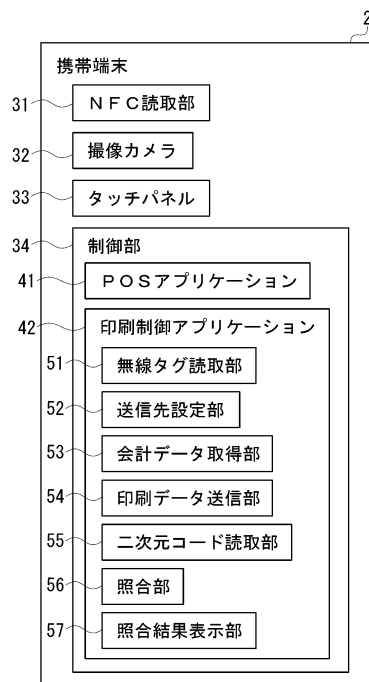 2
携帯端末
31 NFC読取部
32 撮像カメラ
33 タッチパネル
34 制御部
41 POSアプリケーション
42 印刷制御アプリケーション
51 無線タグ読取部
52 送信先設定部
53 会計データ取得部
54 印刷データ送信部
55 二次元コード読取部
56 照合部
57 照合結果表示部